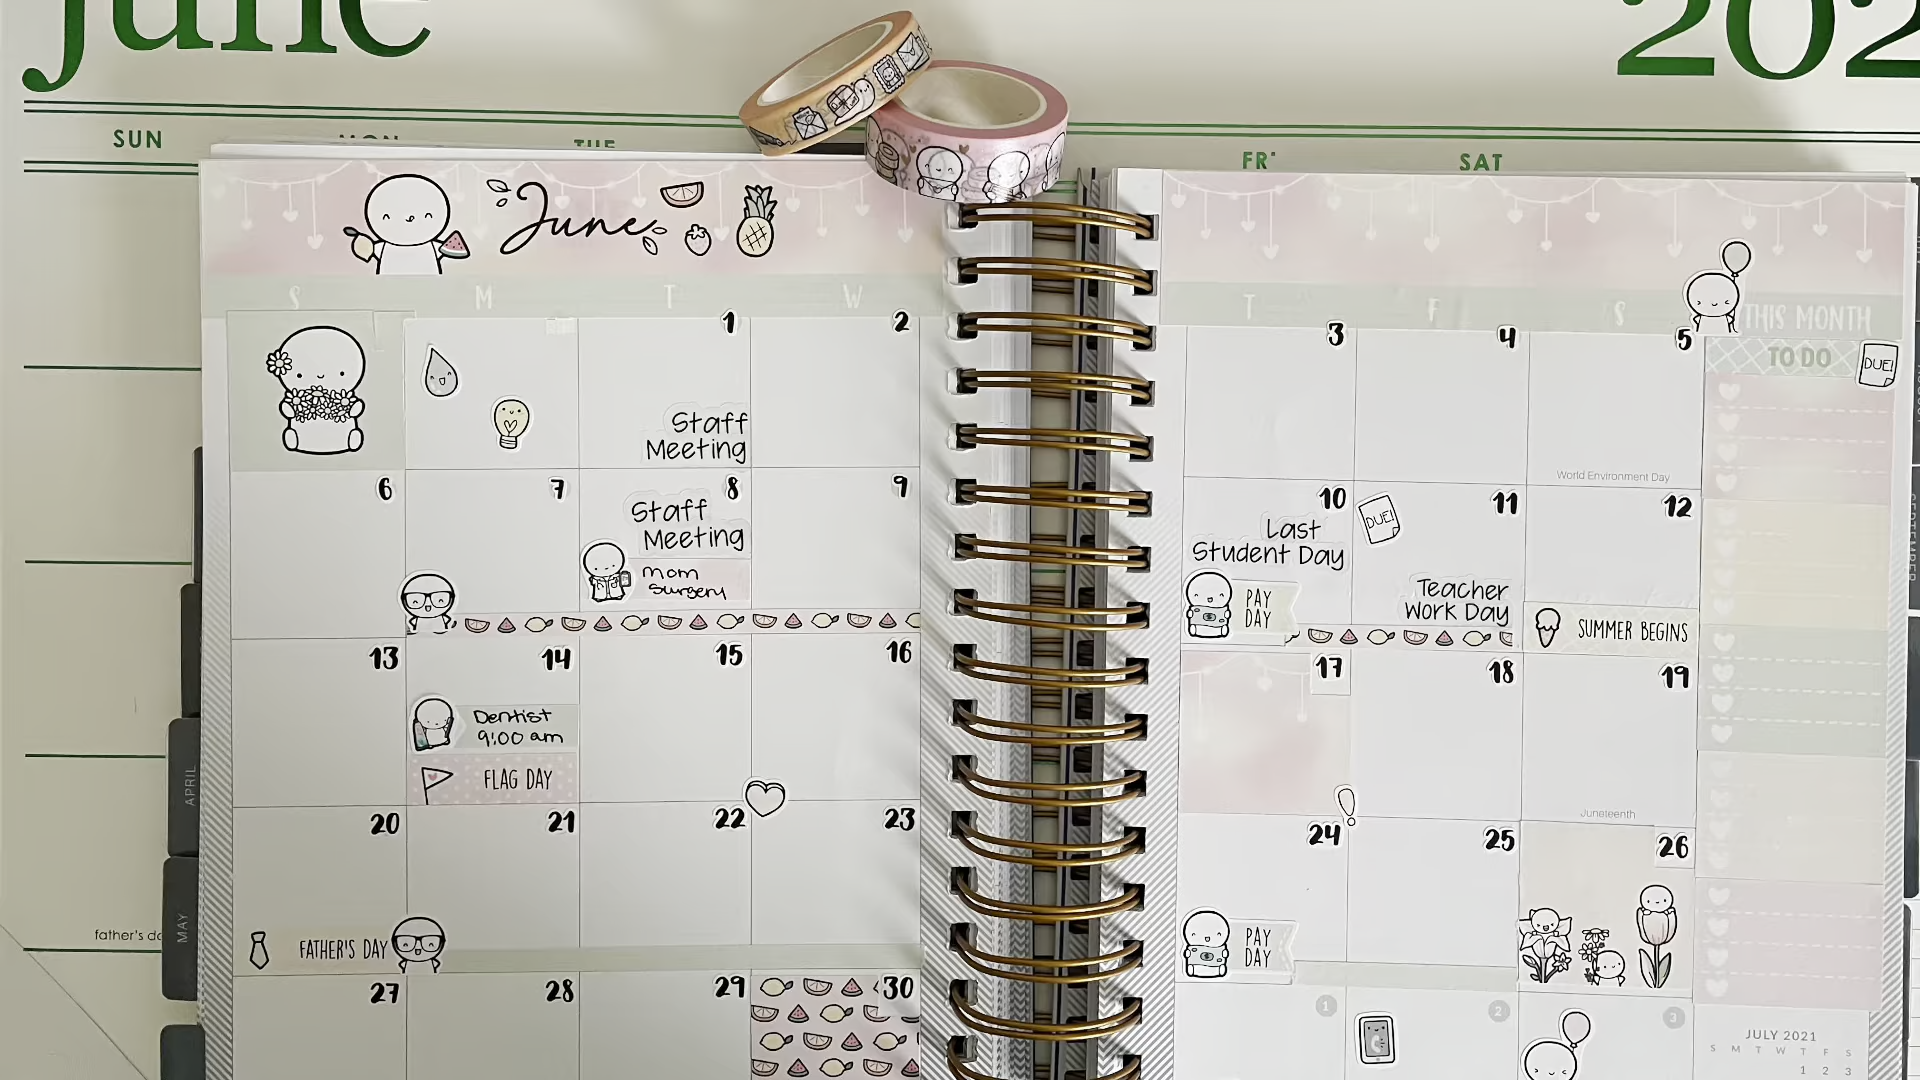 June
202
SUN
FR
SAT
June
S M T W
T F S
THIS MONTH
TO DO
DUE!
1 2
3 4 5
Staff
Meeting
World Environment Day
6 7 8 9
Staff
Meeting
mom
surgery
10 11 12
Last
Student Day
DUE!
PAY
DAY
Teacher
Work Day
SUMMER BEGINS
13 14 15 16
Dentist
9:00 am
FLAG DAY
17 18 19
Juneteenth
APRIL
20 21 22 23
father's
FATHER'S DAY
MAY
24 25 26
PAY
DAY
27 28 29 30
1 2 3
JULY 2021
S M T W T F S
1 2 3
SEPTEMBER